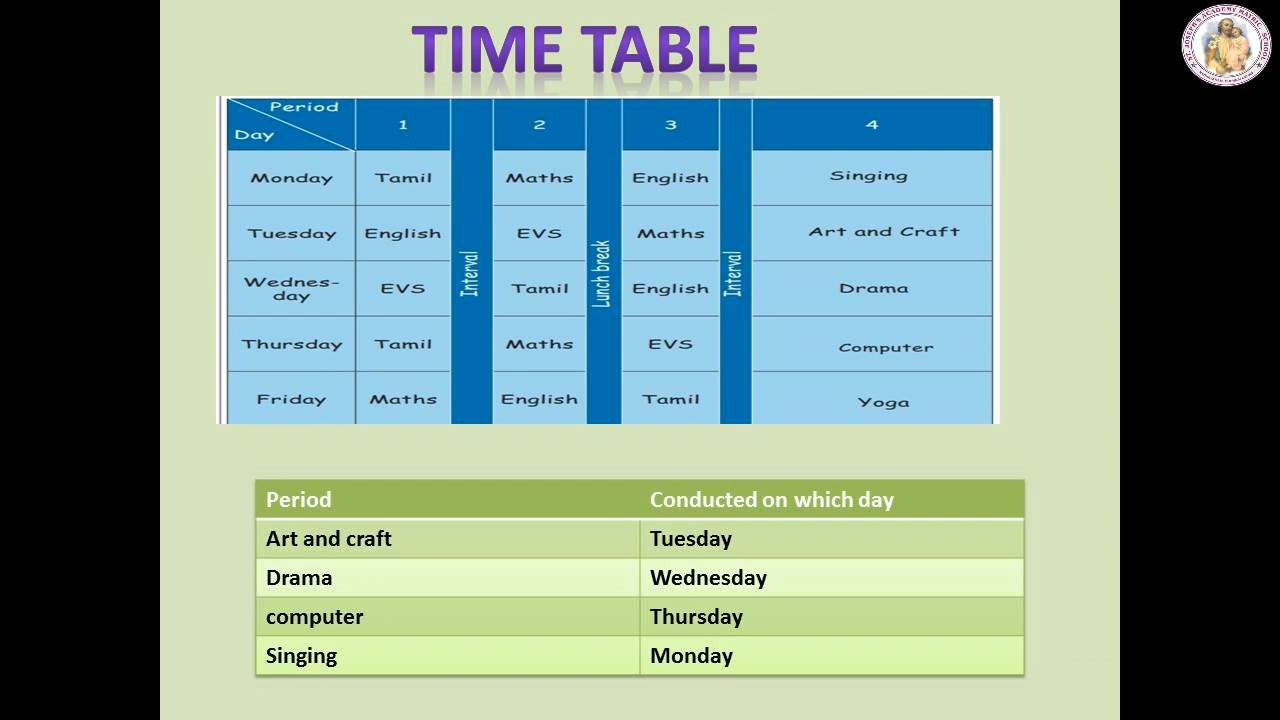 TIME TABLE
Period
Day
1
2
3
4
Monday Tamil Maths English Singing
Tuesday English EVS Maths Art and Craft
Wednes-
day EVS Tamil English Drama
Thursday Tamil Maths EVS Computer
Friday Maths English Tamil Yoga
Interval
Lunch break
Interval
Period Conducted on which day
Art and craft Tuesday
Drama Wednesday
computer Thursday
Singing Monday